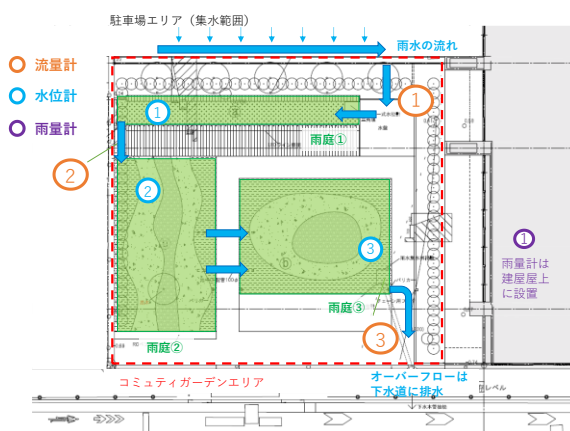 駐車場エリア（集水範囲）
雨水の流れ
流量計
水位計
雨量計
①
①
雨庭①
②
②
③
①
雨量計は
建屋屋上
に設置
雨庭③
③
雨庭②
コミュティガーデンエリア
オーバーフローは
下水道に排水
レベル